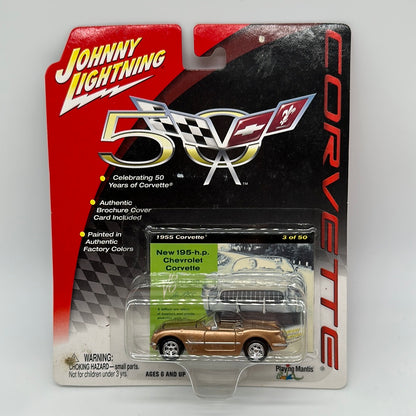 JOHNNY
LIGHTNING
CORVETTE
50
TM
Celebrating 50
Years of Corvette®
Authentic
Brochure Cover
Card Included
Painted in
Authentic
Factory Colors
1955 Corvette
3 of 50
New 195-h.p.
Chevrolet
Corvette
WARNING:
CHOKING HAZARD — small parts.
Not for children under 3 yrs.
AGES 8 AND UP
Playing Mantis